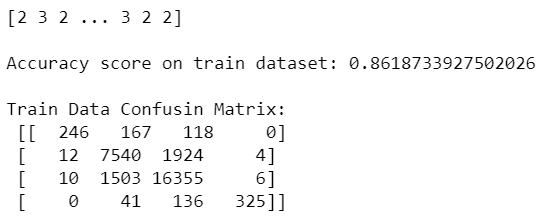 [2 3 2 ... 3 2 2]
Accuracy score on train dataset: 0.8618733927502026
Train Data Confusin Matrix:
[[ 246 167 118 0]
[ 12 7540 1924 4]
[ 10 1503 16355 6]
[ 0 41 136 325]]